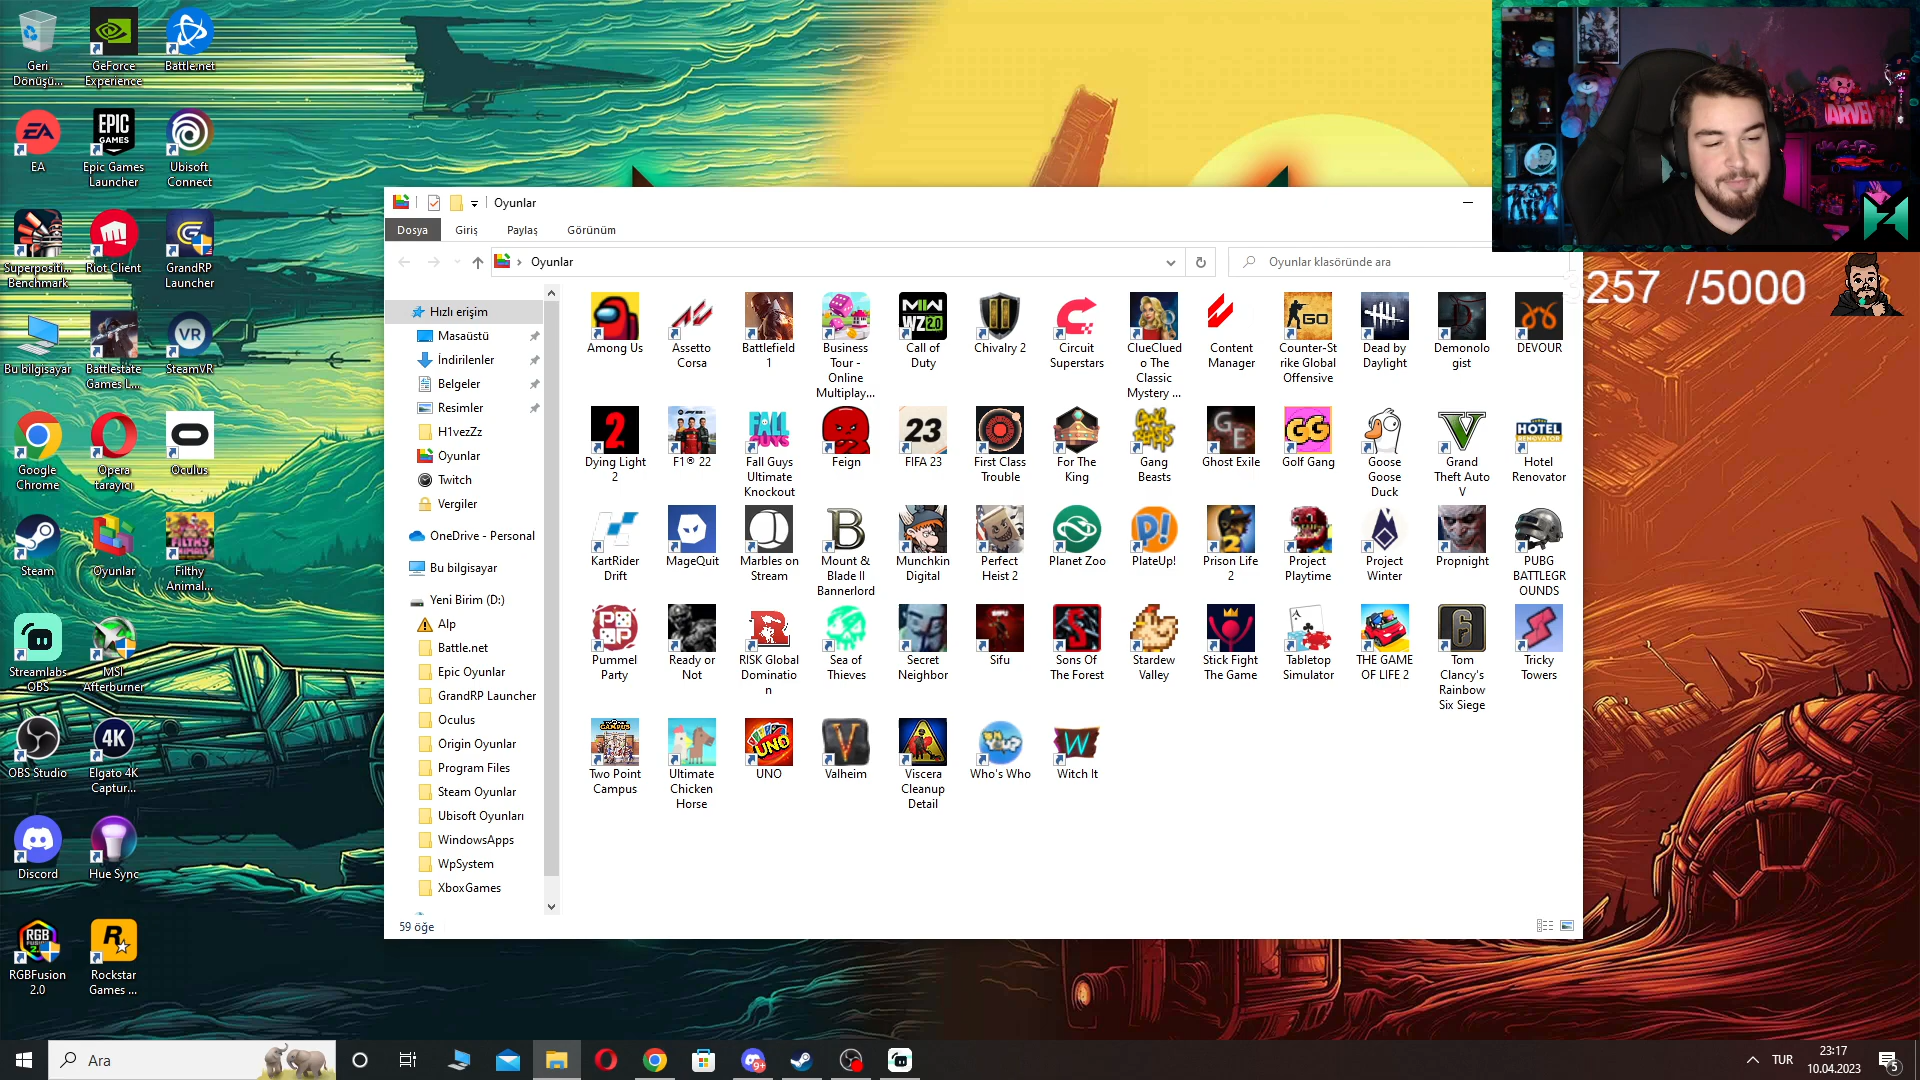 Geri
Dönüşü...
GeForce
Experience
Battle.net
EA
Epic Games
Launcher
Ubisoft
Connect
Superpositi...
Benchmark
Riot Client
GrandRP
Launcher
Bu bilgisayar
Battlestate
Games L...
SteamVR
Google
Chrome
Opera
tarayıcı
Oculus
Steam
Oyunlar
Filthy
Animal...
Streamlabs
OBS
MSI
Afterburner
OBS Studio
Elgato 4K
Captur...
Discord
Hue Sync
RGBFusion
2.0
Rockstar
Games ...
Oyunlar
Dosya
Giriş
Paylaş
Görünüm
Oyunlar
Oyunlar klasöründe ara
3257 /5000
MARVEL
Hızlı erişim
Masaüstü
İndirilenler
Belgeler
Resimler
H1vezZz
Oyunlar
Twitch
Vergiler
OneDrive - Personal
Bu bilgisayar
Yeni Birim (D:)
Alp
Battle.net
Epic Oyunlar
GrandRP Launcher
Oculus
Origin Oyunlar
Program Files
Steam Oyunlar
Ubisoft Oyunları
WindowsApps
WpSystem
XboxGames
Among Us
Assetto
Corsa
Battlefield
1
Business
Tour -
Online
Multiplay...
Call of
Duty
Chivalry 2
Circuit
Superstars
ClueCluedo
o The
Classic
Mystery ...
Content
Manager
Counter-St
rike Global
Offensive
Dead by
Daylight
Demonolo
gist
DEVOUR
Dying Light
2
F1® 22
Fall Guys
Ultimate
Knockout
Feign
FIFA 23
First Class
Trouble
For The
King
Gang
Beasts
Ghost Exile
Golf Gang
Goose
Goose
Duck
Grand
Theft Auto
V
Hotel
Renovator
KartRider
Drift
MageQuit
Marbles on
Stream
Mount &
Blade II
Bannerlord
Munchkin
Digital
Perfect
Heist 2
Planet Zoo
PlateUp!
Prison Life
2
Project
Playtime
Project
Winter
Propnight
PUBG
BATTLEGR
OUNDS
Pummel
Party
Ready or
Not
RISK Global
Dominatio
n
Sea of
Thieves
Secret
Neighbor
Sifu
Sons Of
The Forest
Stardew
Valley
Stick Fight
The Game
Tabletop
Simulator
THE GAME
OF LIFE 2
Tom
Clancy's
Rainbow
Six Siege
Tricky
Towers
Two Point
Campus
Ultimate
Chicken
Horse
UNO
Valheim
Viscera
Cleanup
Detail
Who's Who
Witch It
59 öğe
Ara
TUR
23:17
10.04.2023
5